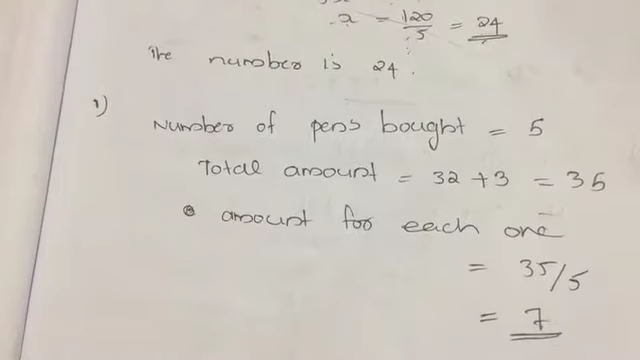 x = 120/5 = 24
The number is 24.
1)
Number of pens bought = 5
Total amount = 32 + 3 = 35
amount for each one
= 35/5
= 7